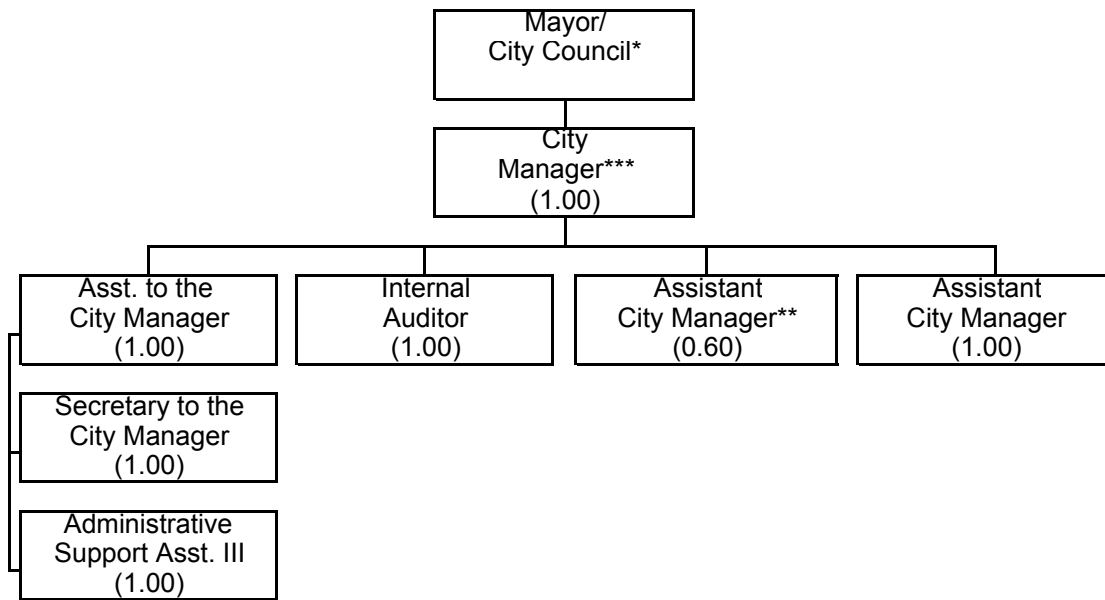 Mayor/
City Council*
City
Manager***
(1.00)
Asst. to the
City Manager
(1.00)
Internal
Auditor
(1.00)
Assistant
City Manager**
(0.60)
Assistant
City Manager
(1.00)
Secretary to the
City Manager
(1.00)
Administrative
Support Asst. III
(1.00)